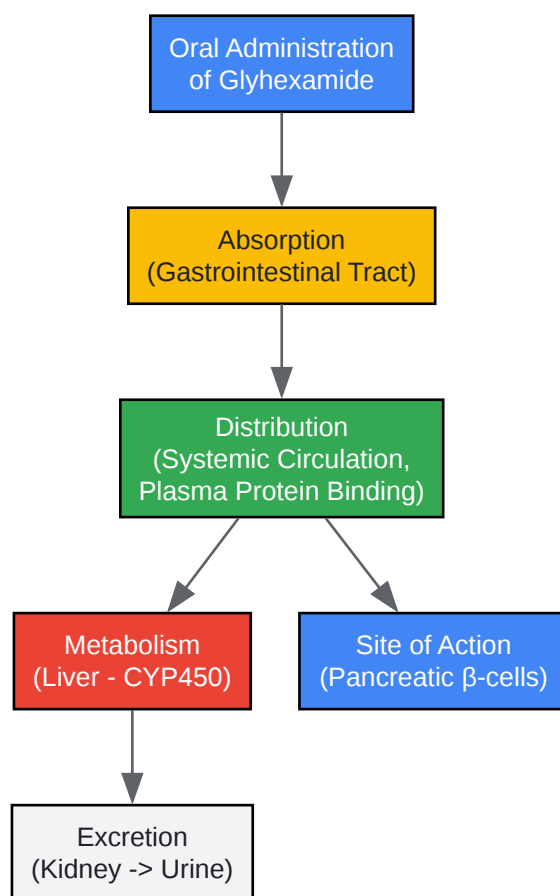 Oral Administration
of Glyhexamide
Absorption
(Gastrointestinal Tract)
Distribution
(Systemic Circulation,
Plasma Protein Binding)
Metabolism
(Liver - CYP450)
Site of Action
(Pancreatic β-cells)
Excretion
(Kidney -> Urine)